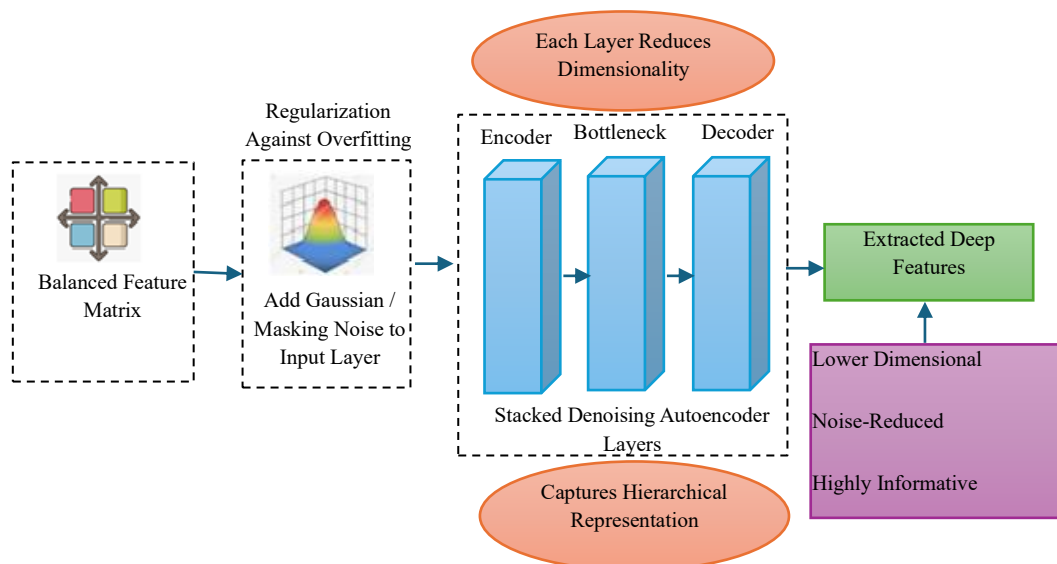 Each Layer Reduces
Dimensionality
Regularization
Against Overfitting
Encoder
Bottleneck
Decoder
Balanced Feature
Matrix
Add Gaussian /
Masking Noise to
Input Layer
Stacked Denoising Autoencoder
Layers
Extracted Deep
Features
Lower Dimensional
Noise-Reduced
Highly Informative
Captures Hierarchical
Representation